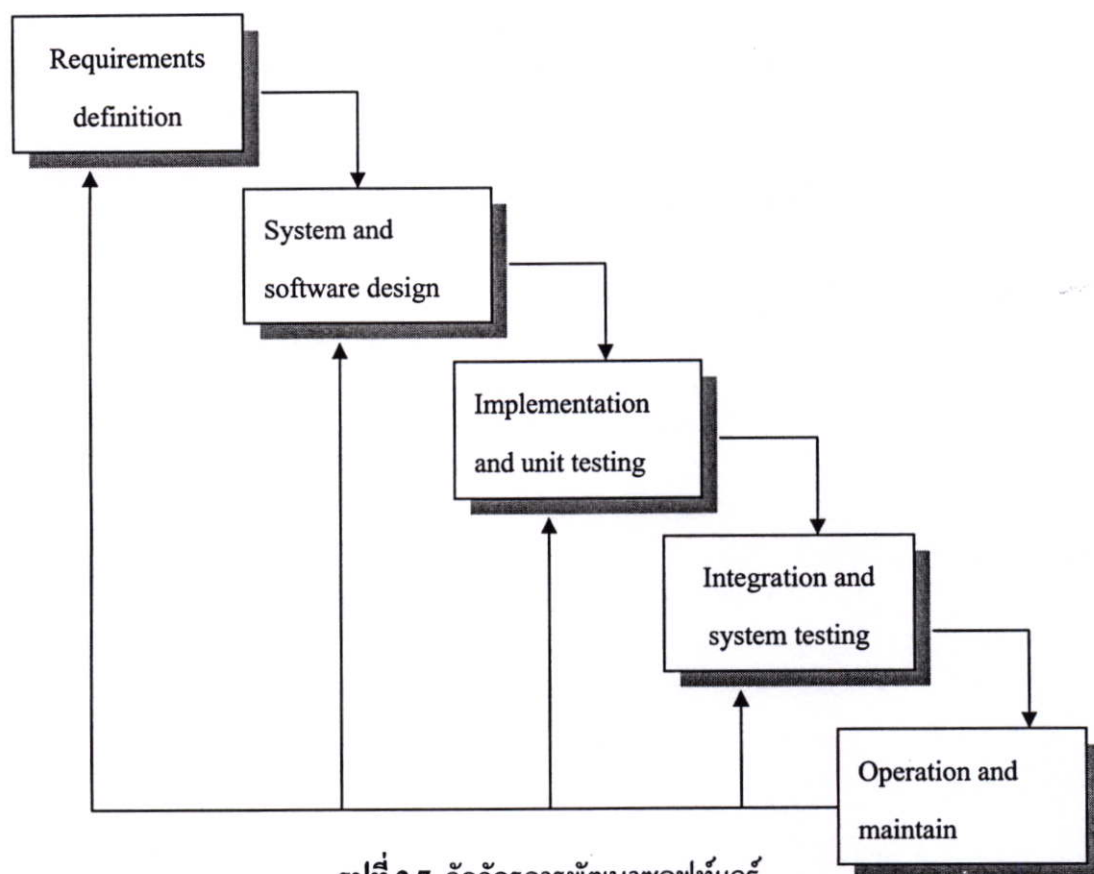 Requirements
definition
System and
software design
Implementation
and unit testing
Integration and
system testing
Operation and
maintain
รูปที่ 2.7 วัฏจักรการพัฒนาซอฟท์แวร์